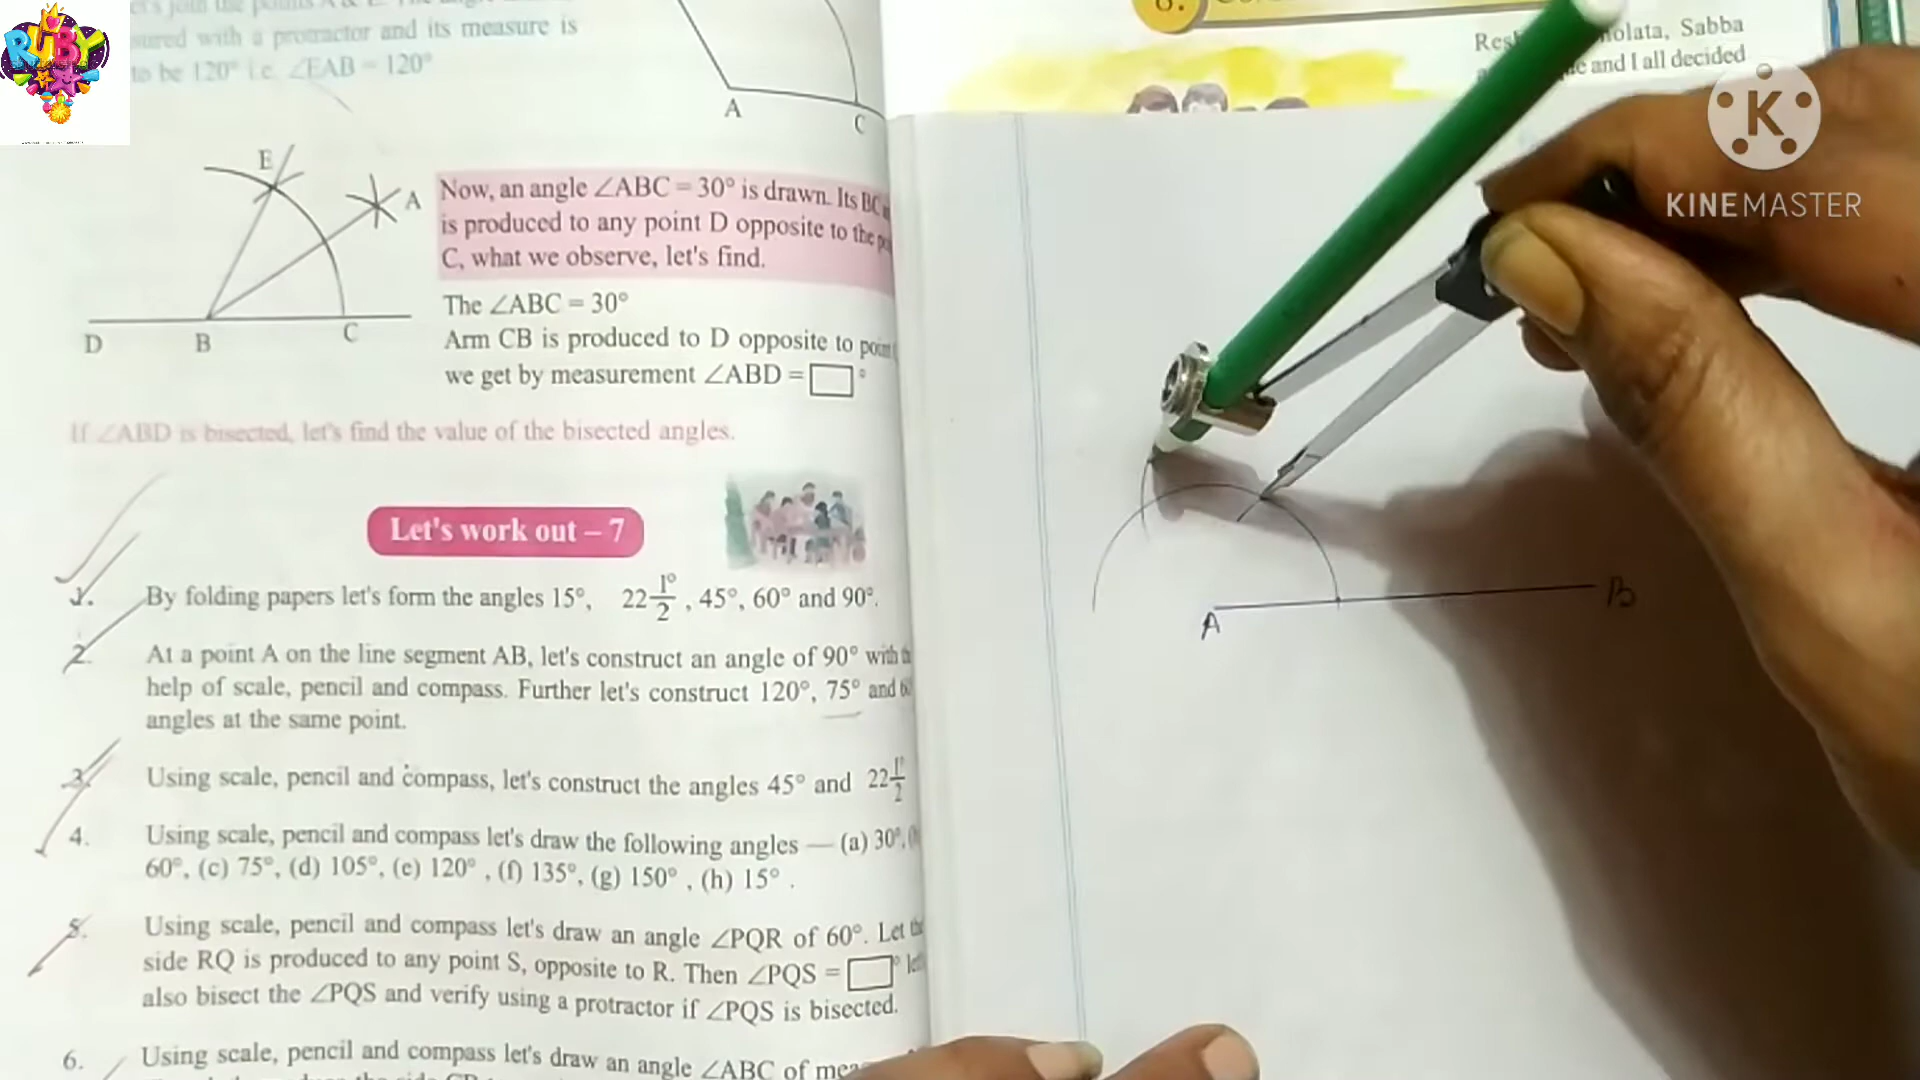 RUBY
let's join the points A &
sured with a protractor and its measure is
to be 120° i.e. ∠EAB = 120°
A
C
E
A
D
B
C
Now, an angle ∠ABC = 30° is drawn. Its BC
is produced to any point D opposite to the
C, what we observe, let's find.
The ∠ABC = 30°
Arm CB is produced to D opposite to point
we get by measurement ∠ABD = □°
If ∠ABD is bisected, let's find the value of the bisected angles.
Let's work out – 7
1. By folding papers let's form the angles 15°, 22 1/2°, 45°, 60° and 90°.
2. At a point A on the line segment AB, let's construct an angle of 90° with
help of scale, pencil and compass. Further let's construct 120°, 75° and
angles at the same point.
3. Using scale, pencil and compass, let's construct the angles 45° and 22 1/2
4. Using scale, pencil and compass let's draw the following angles — (a) 30°,
60°, (c) 75°, (d) 105°, (e) 120° , (f) 135°, (g) 150° , (h) 15° .
5. Using scale, pencil and compass let's draw an angle ∠PQR of 60°. Let
side RQ is produced to any point S, opposite to R. Then ∠PQS = □°
also bisect the ∠PQS and verify using a protractor if ∠PQS is bisected.
6. Using scale, pencil and compass let's draw an angle ∠ABC of
8.
Sabba
and I all decided
K
KINEMASTER
A
B